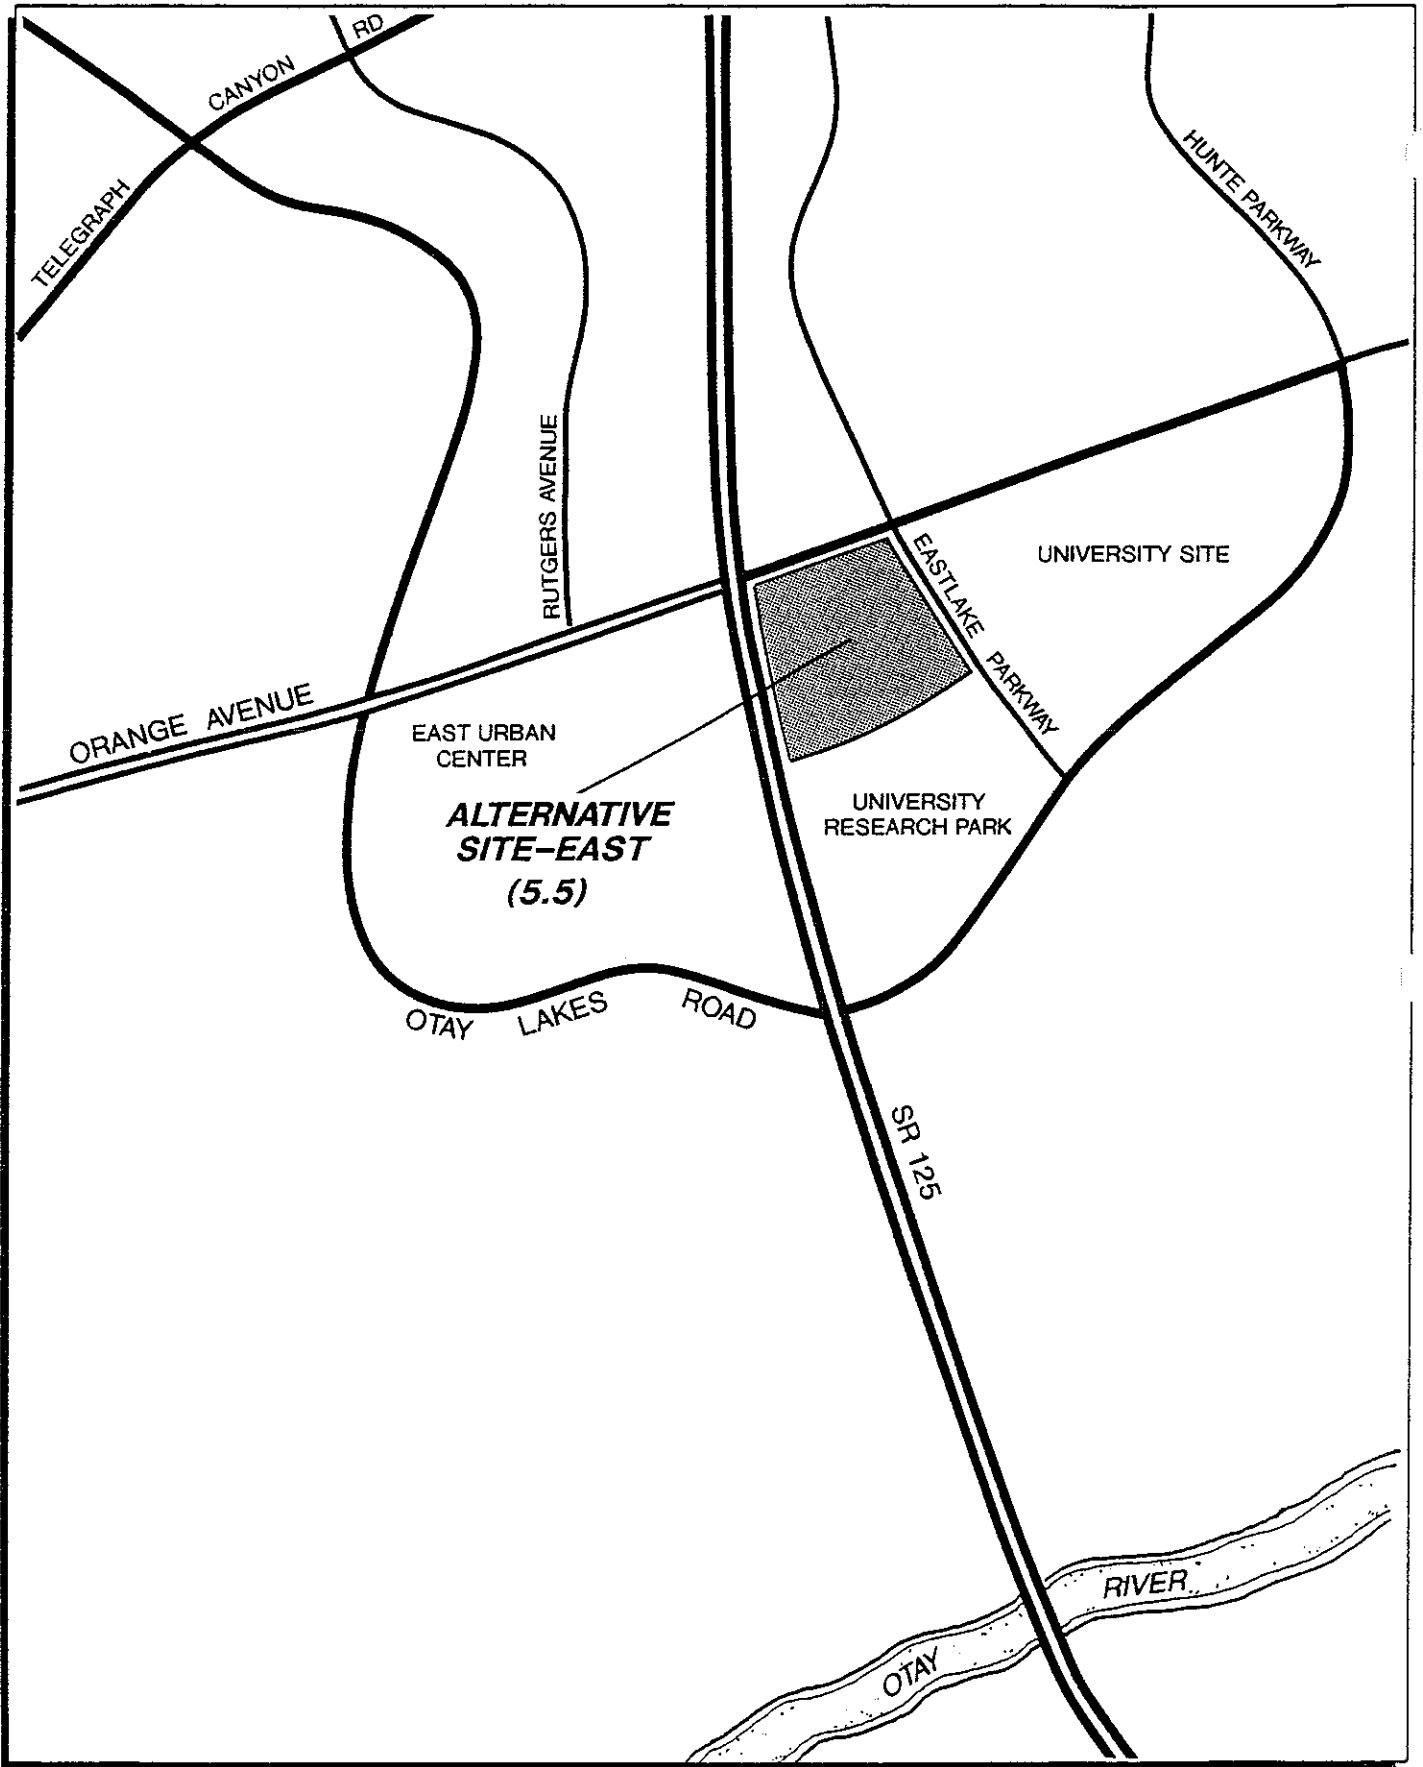 TELEGRAPH CANYON RD
HUNTE PARKWAY
RUTGERS AVENUE
EASTLAKE PARKWAY
UNIVERSITY SITE
ORANGE AVENUE
EAST URBAN
CENTER
ALTERNATIVE
SITE–EAST
(5.5)
UNIVERSITY
RESEARCH PARK
OTAY LAKES ROAD
SR 125
OTAY RIVER